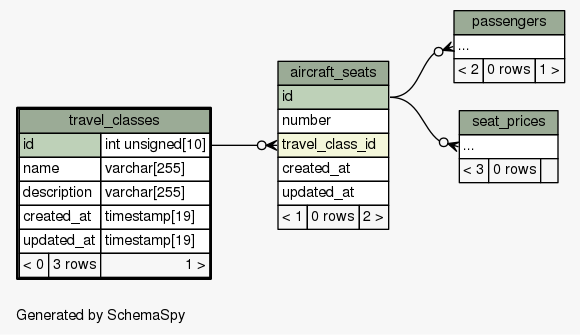 passengers
...
< 2 0 rows 1 >
aircraft_seats
id
number
travel_class_id
created_at
updated_at
< 1 0 rows 2 >
seat_prices
...
< 3 0 rows
travel_classes
id int unsigned[10]
name varchar[255]
description varchar[255]
created_at timestamp[19]
updated_at timestamp[19]
< 0 3 rows 1 >
Generated by SchemaSpy